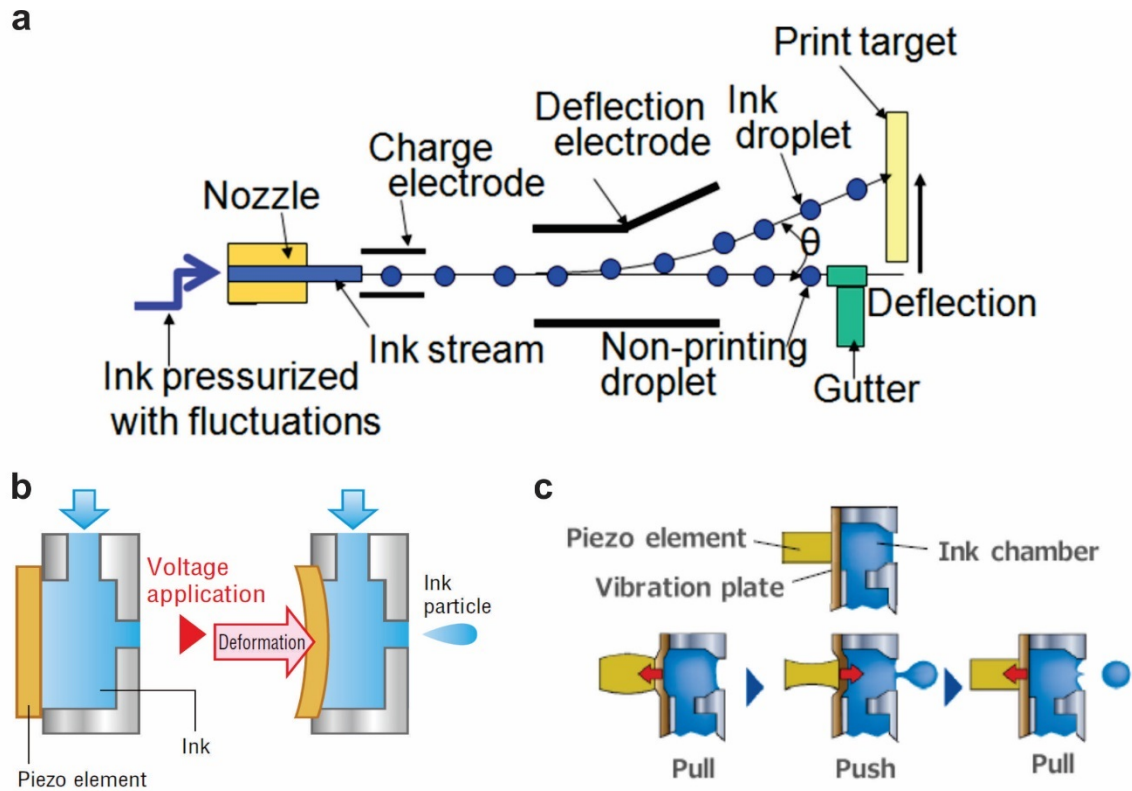 a
Print target
Deflection
electrode
Ink
droplet
Charge
electrode
Nozzle
θ
Deflection
Ink stream
Non-printing
droplet
Gutter
Ink pressurized
with fluctuations
b
Voltage
application
Deformation
Ink
particle
Ink
Piezo element
c
Piezo element
Ink chamber
Vibration plate
Pull
Push
Pull